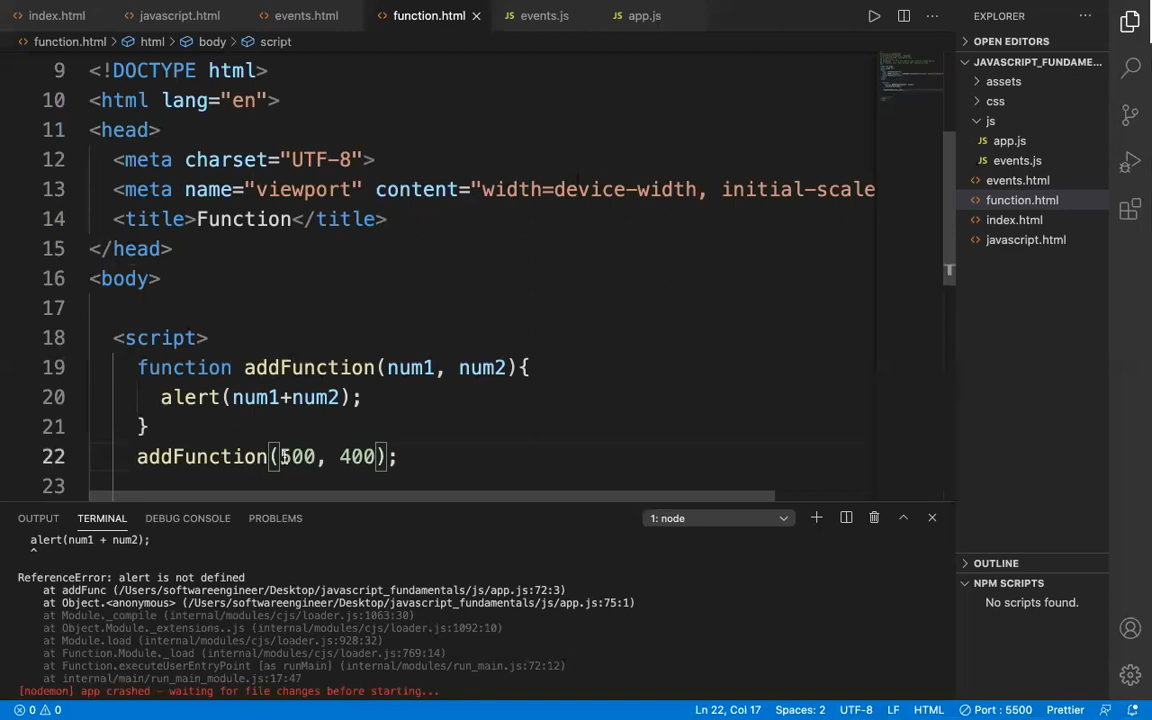 index.html javascript.html events.html function.html events.js app.js EXPLORER
function.html html body script
OPEN EDITORS
JAVASCRIPT_FUNDAME...
assets
css
js
app.js
events.js
events.html
function.html
index.html
javascript.html
9 <!DOCTYPE html>
10 <html lang="en">
11 <head>
12 <meta charset="UTF-8">
13 <meta name="viewport" content="width=device-width, initial-scale
14 <title>Function</title>
15 </head>
16 <body>
17
18 <script>
19 function addFunction(num1, num2){
20 alert(num1+num2);
21 }
22 addFunction(500, 400);
23
OUTPUT TERMINAL DEBUG CONSOLE PROBLEMS 1: node
alert(num1 + num2);
^
ReferenceError: alert is not defined
at addFunc (/Users/softwareengineer/Desktop/javascript_fundamentals/js/app.js:72:3)
at Object.<anonymous> (/Users/softwareengineer/Desktop/javascript_fundamentals/js/app.js:75:1)
at Module._compile (internal/modules/cjs/loader.js:1063:30)
at Object.Module._extensions..js (internal/modules/cjs/loader.js:1092:10)
at Module.load (internal/modules/cjs/loader.js:928:32)
at Function.Module._load (internal/modules/cjs/loader.js:769:14)
at Function.executeUserEntryPoint [as runMain] (internal/modules/run_main.js:72:12)
at internal/main/run_main_module.js:17:47
[nodemon] app crashed – waiting for file changes before starting...
OUTLINE
NPM SCRIPTS
No scripts found.
0 0 Ln 22, Col 17 Spaces: 2 UTF-8 LF HTML Port : 5500 Prettier